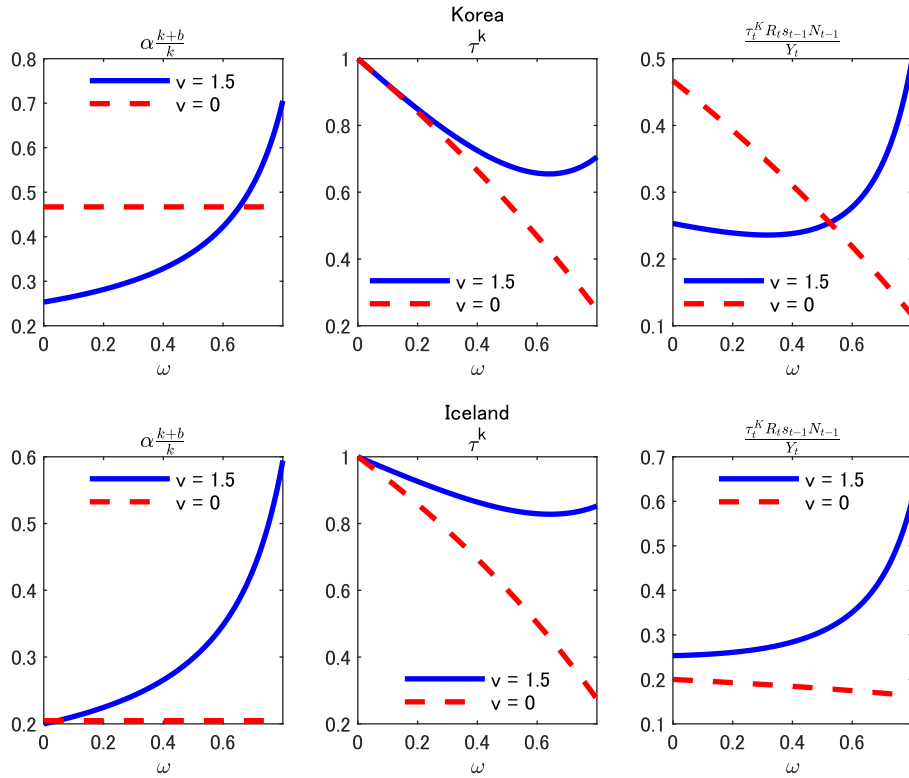 Korea
α k+b/k
τ^k
τ_t^K R_t s_{t-1} N_{t-1} / Y_t
0.8
0.7
0.6
0.5
0.4
0.3
0.2
v = 1.5
v = 0
0 0.2 0.4 0.6
ω
1
0.8
0.6
0.4
0.2
v = 1.5
v = 0
0 0.2 0.4 0.6
ω
0.5
0.4
0.3
0.2
0.1
v = 1.5
v = 0
0 0.2 0.4 0.6
ω
Iceland
α k+b/k
τ^k
τ_t^K R_t s_{t-1} N_{t-1} / Y_t
0.6
0.5
0.4
0.3
0.2
v = 1.5
v = 0
0 0.2 0.4 0.6
ω
1
0.8
0.6
0.4
0.2
v = 1.5
v = 0
0 0.2 0.4 0.6
ω
0.7
0.6
0.5
0.4
0.3
0.2
0.1
v = 1.5
v = 0
0 0.2 0.4 0.6
ω